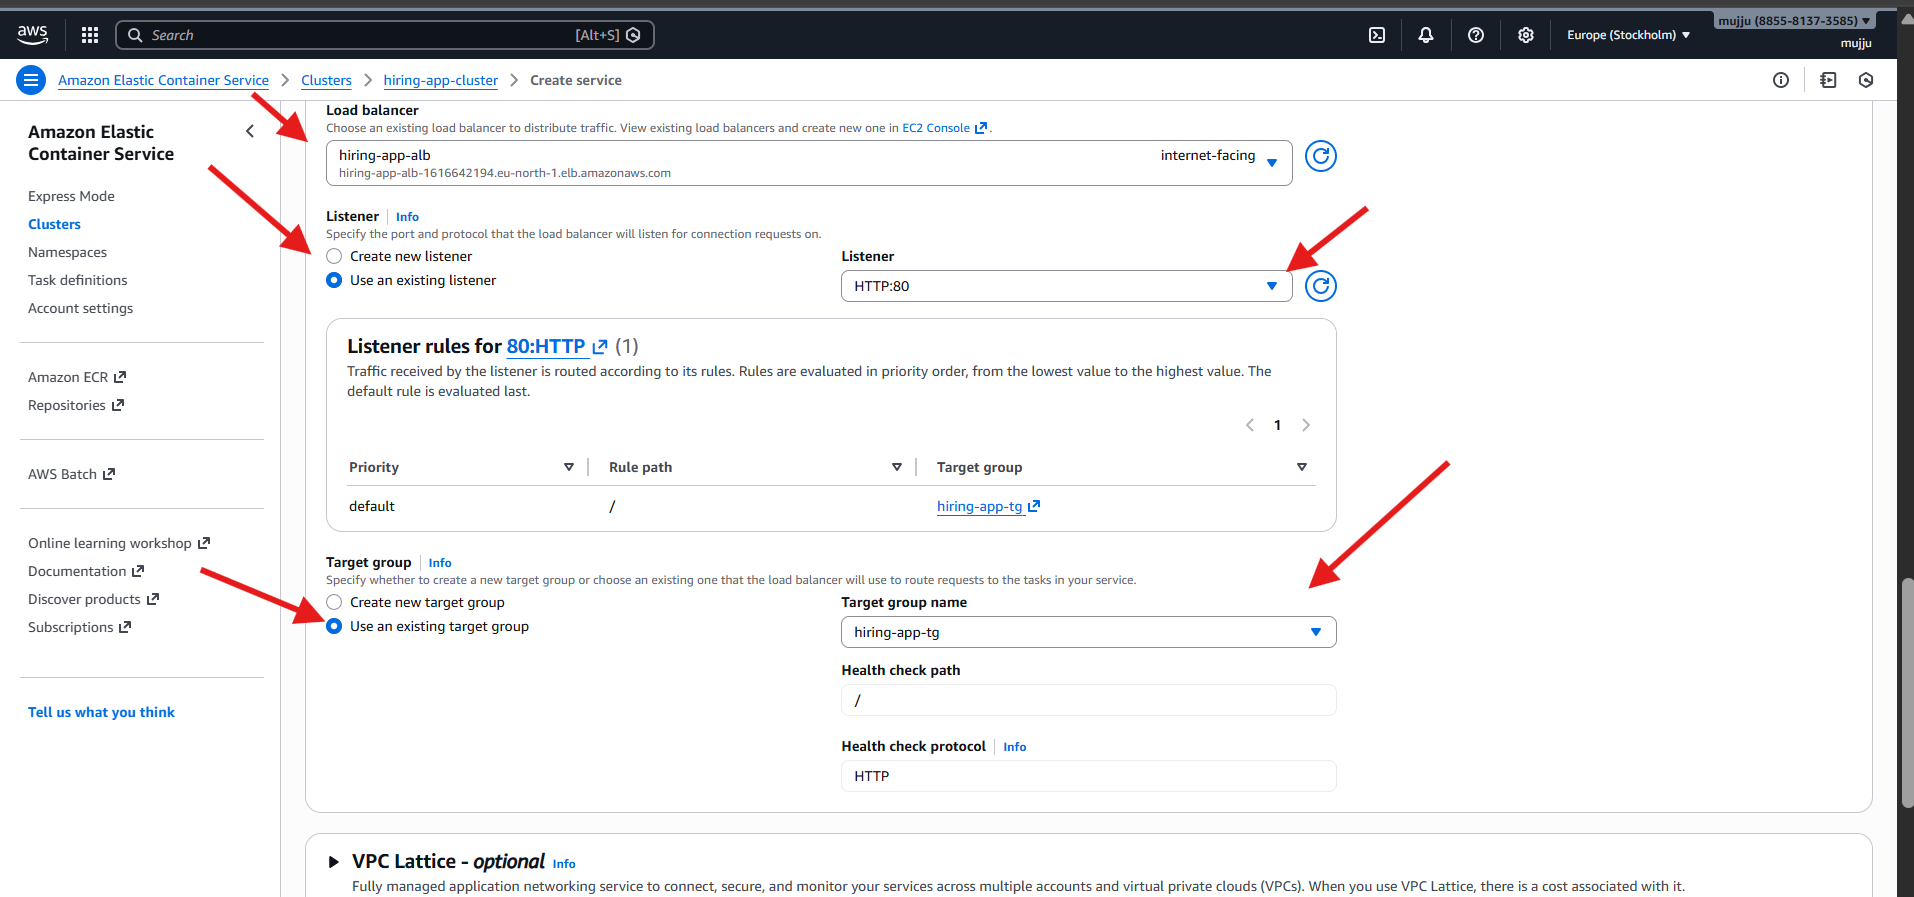 aws
Search
[Alt+S]
Europe (Stockholm)
mujju (8855-8137-3585)
mujju
Amazon Elastic Container Service
Clusters
hiring-app-cluster
Create service
Amazon Elastic
Container Service
Express Mode
Clusters
Namespaces
Task definitions
Account settings
Amazon ECR
Repositories
AWS Batch
Online learning workshop
Documentation
Discover products
Subscriptions
Tell us what you think
Load balancer
Choose an existing load balancer to distribute traffic. View existing load balancers and create new one in EC2 Console.
hiring-app-alb internet-facing
hiring-app-alb-1616642194.eu-north-1.elb.amazonaws.com
Listener Info
Specify the port and protocol that the load balancer will listen for connection requests on.
Create new listener
Use an existing listener
Listener
HTTP:80
Listener rules for 80:HTTP (1)
Traffic received by the listener is routed according to its rules. Rules are evaluated in priority order, from the lowest value to the highest value. The
default rule is evaluated last.
1
Priority Rule path Target group
default / hiring-app-tg
Target group Info
Specify whether to create a new target group or choose an existing one that the load balancer will use to route requests to the tasks in your service.
Create new target group
Use an existing target group
Target group name
hiring-app-tg
Health check path
/
Health check protocol Info
HTTP
VPC Lattice - optional Info
Fully managed application networking service to connect, secure, and monitor your services across multiple accounts and virtual private clouds (VPCs). When you use VPC Lattice, there is a cost associated with it.